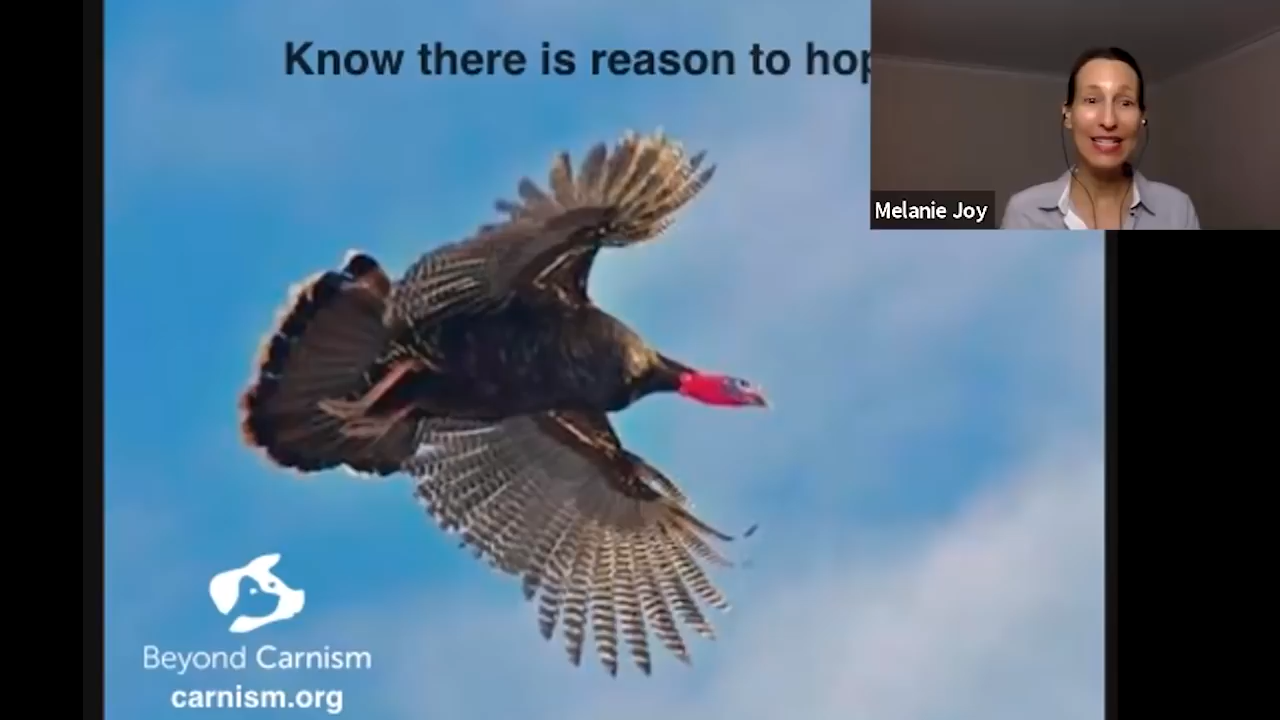 Know there is reason to hop
Melanie Joy
Beyond Carnism
carnism.org